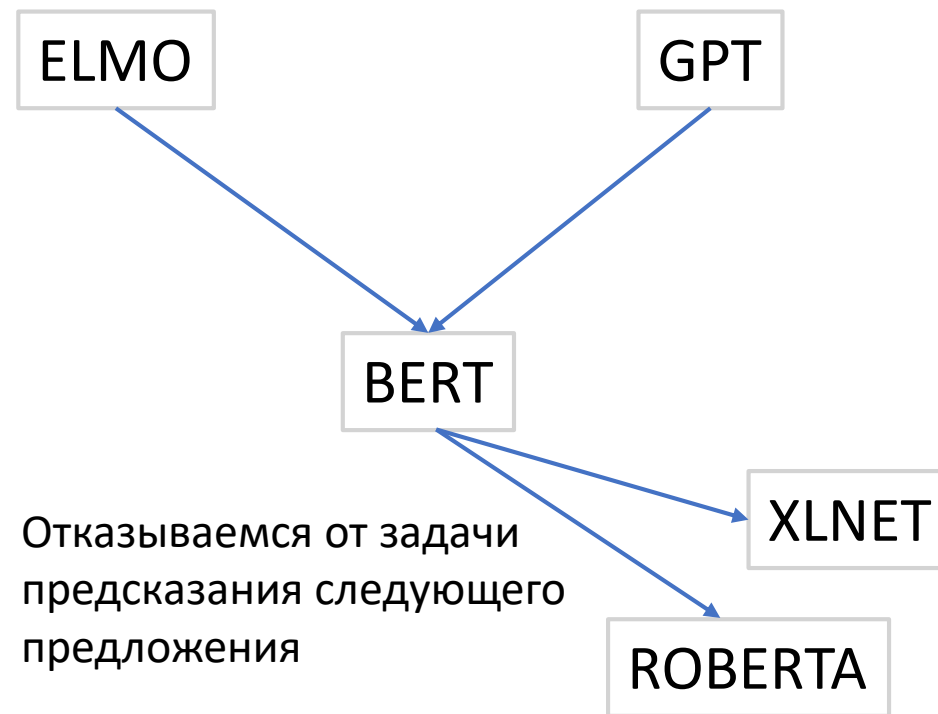 ELMO
GPT
BERT
XLNET
Отказываемся от задачи
предсказания следующего
предложения
ROBERTA